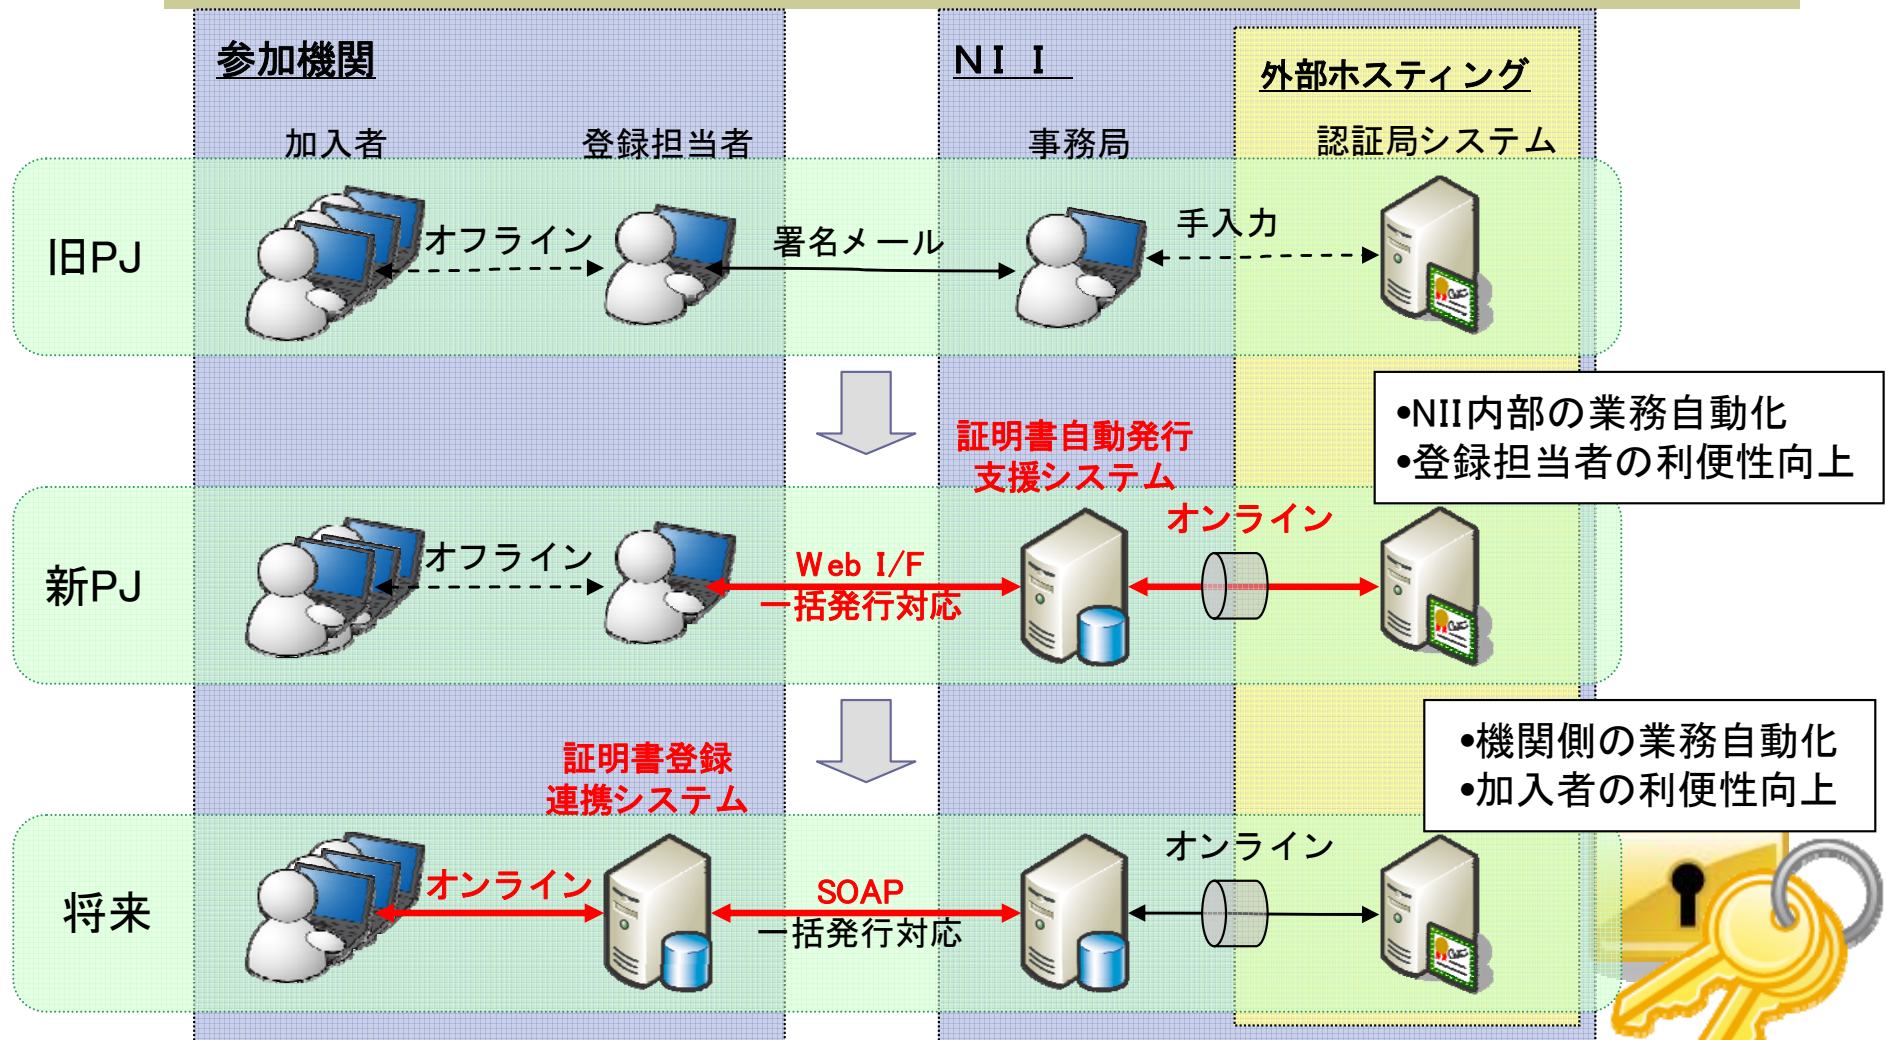 参加機関
NII
外部ホスティング
加入者
登録担当者
事務局
認証局システム
旧PJ
オフライン
署名メール
手入力
•NII内部の業務自動化
•登録担当者の利便性向上
証明書自動発行
支援システム
新PJ
オフライン
Web I/F
一括発行対応
オンライン
•機関側の業務自動化
•加入者の利便性向上
証明書登録
連携システム
将来
オンライン
SOAP
一括発行対応
オンライン